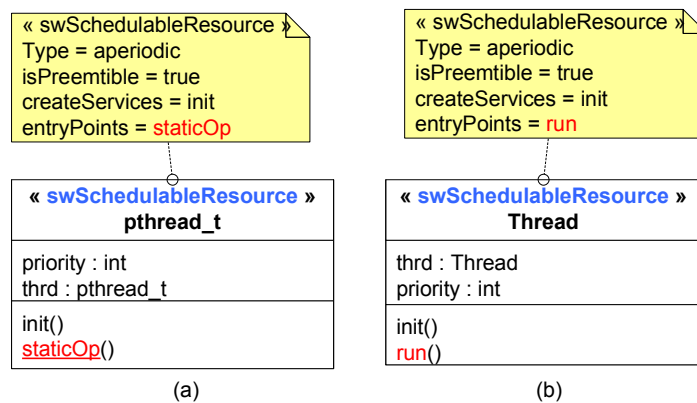 « swSchedulableResource »
Type = aperiodic
isPreemtible = true
createServices = init
entryPoints = staticOp
« swSchedulableResource »
pthread_t
priority : int
thrd : pthread_t
init()
staticOp()
(a)
« swSchedulableResource »
Type = aperiodic
isPreemtible = true
createServices = init
entryPoints = run
« swSchedulableResource »
Thread
thrd : Thread
priority : int
init()
run()
(b)